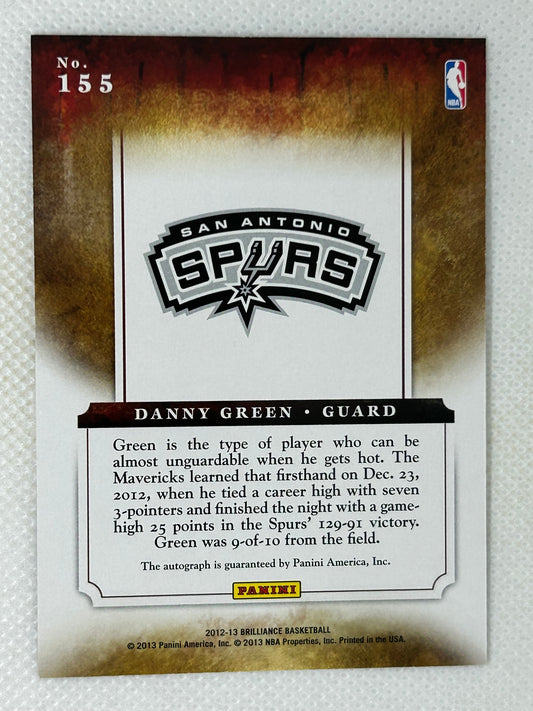 No.
155
NBA
SAN ANTONIO
SPURS
DANNY GREEN • GUARD
Green is the type of player who can be
almost unguardable when he gets hot. The
Mavericks learned that firsthand on Dec. 23,
2012, when he tied a career high with seven
3-pointers and finished the night with a game-
high 25 points in the Spurs' 129-91 victory.
Green was 9-of-10 from the field.
The autograph is guaranteed by Panini America, Inc.
PANINI
2012-13 BRILLIANCE BASKETBALL
© 2013 Panini America, Inc. © 2013 NBA Properties, Inc. Printed in the USA.